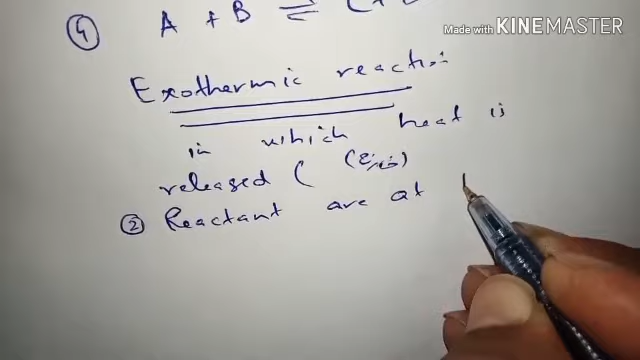 Made with KINEMASTER
④ A + B ⇌ C +
Exothermic reaction
in which heat is
released (
② Reactant are at